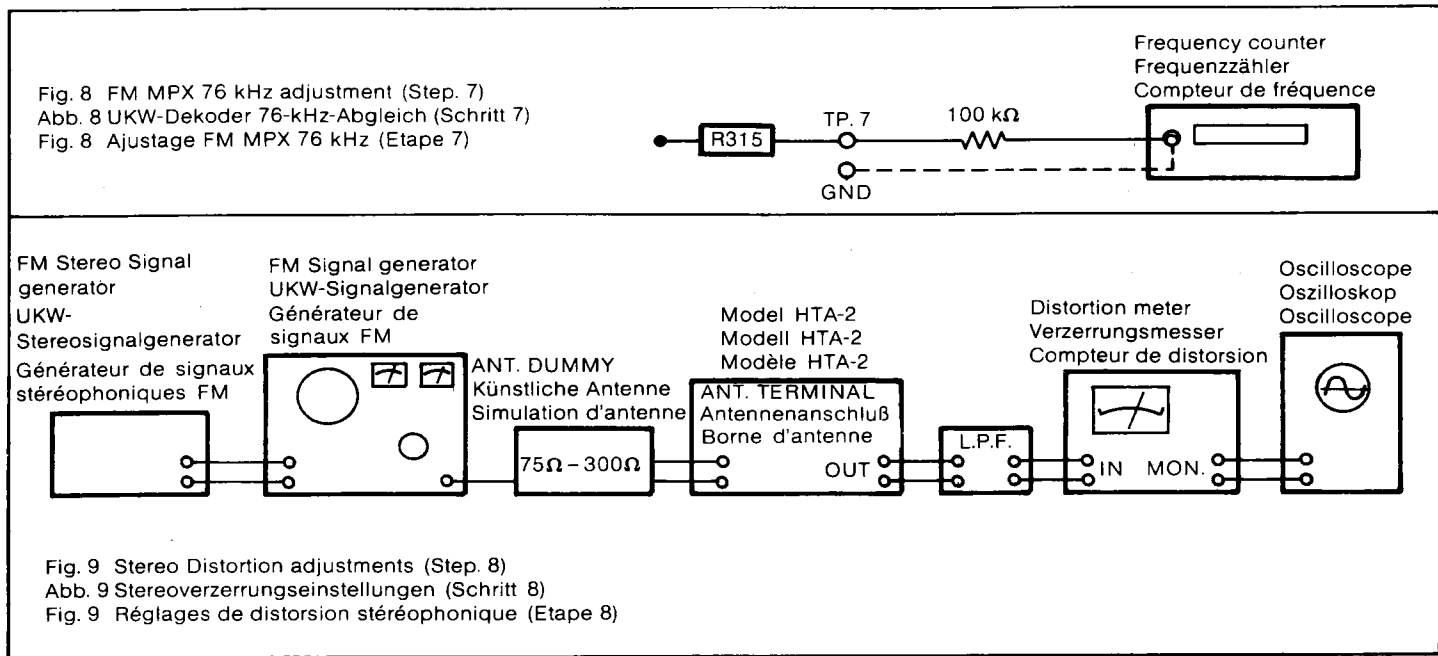 Fig. 8 FM MPX 76 kHz adjustment (Step. 7)
Abb. 8 UKW-Dekoder 76-kHz-Abgleich (Schritt 7)
Fig. 8 Ajustage FM MPX 76 kHz (Etape 7)
R315
TP. 7
GND
100 kΩ
Frequency counter
Frequenzzähler
Compteur de fréquence
FM Stereo Signal
generator
UKW-
Stereosignalgenerator
Générateur de signaux
stéréophoniques FM
FM Signal generator
UKW-Signalgenerator
Générateur de
signaux FM
ANT. DUMMY
Künstliche Antenne
Simulation d'antenne
75Ω – 300Ω
Model HTA-2
Modell HTA-2
Modèle HTA-2
ANT. TERMINAL
Antennenanschluß
Borne d'antenne
OUT
L.P.F.
Distortion meter
Verzerrungsmesser
Compteur de distorsion
IN MON.
Oscilloscope
Oszilloskop
Oscilloscope
Fig. 9 Stereo Distortion adjustments (Step. 8)
Abb. 9 Stereoverzerrungseinstellungen (Schritt 8)
Fig. 9 Réglages de distorsion stéréophonique (Etape 8)